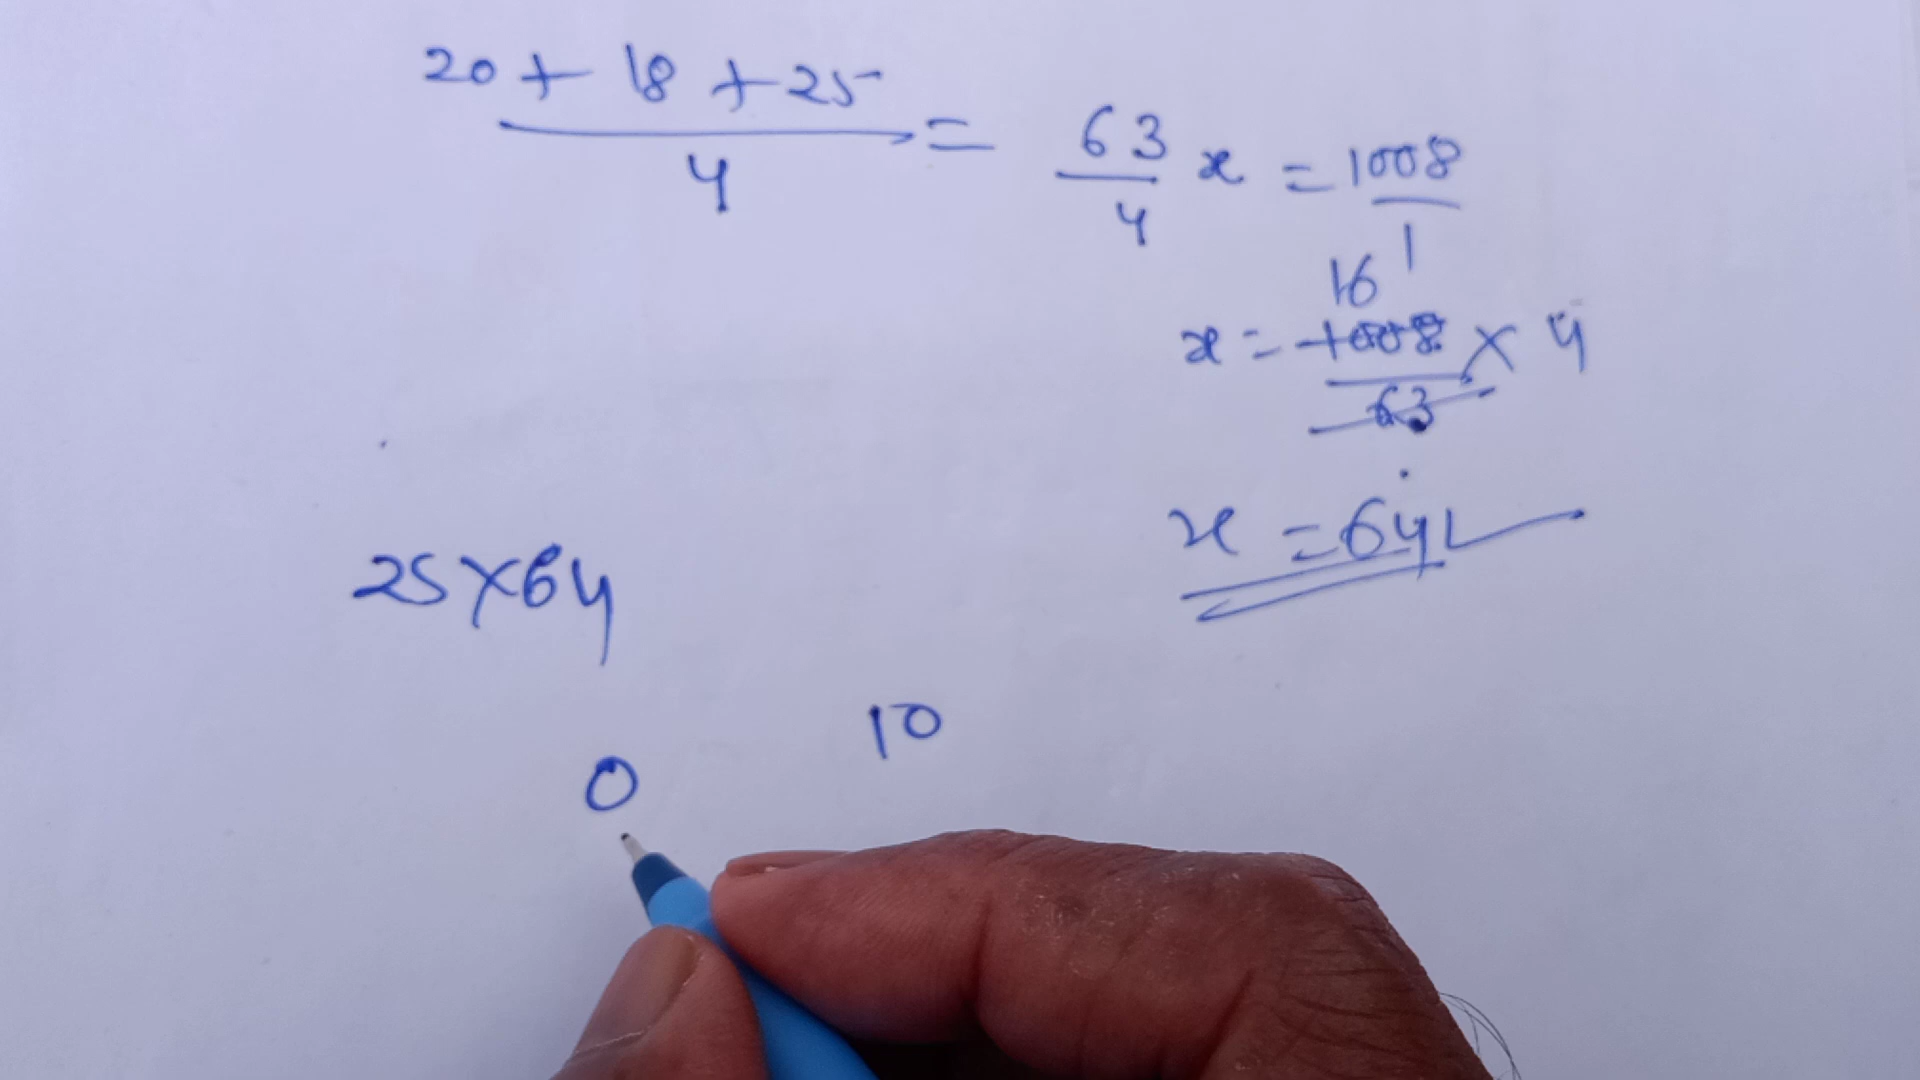 20 + 18 + 25
4
=
63
4
x = 1008
1
16
x = 1008 × 4
63
x = 64
25×64
10
0